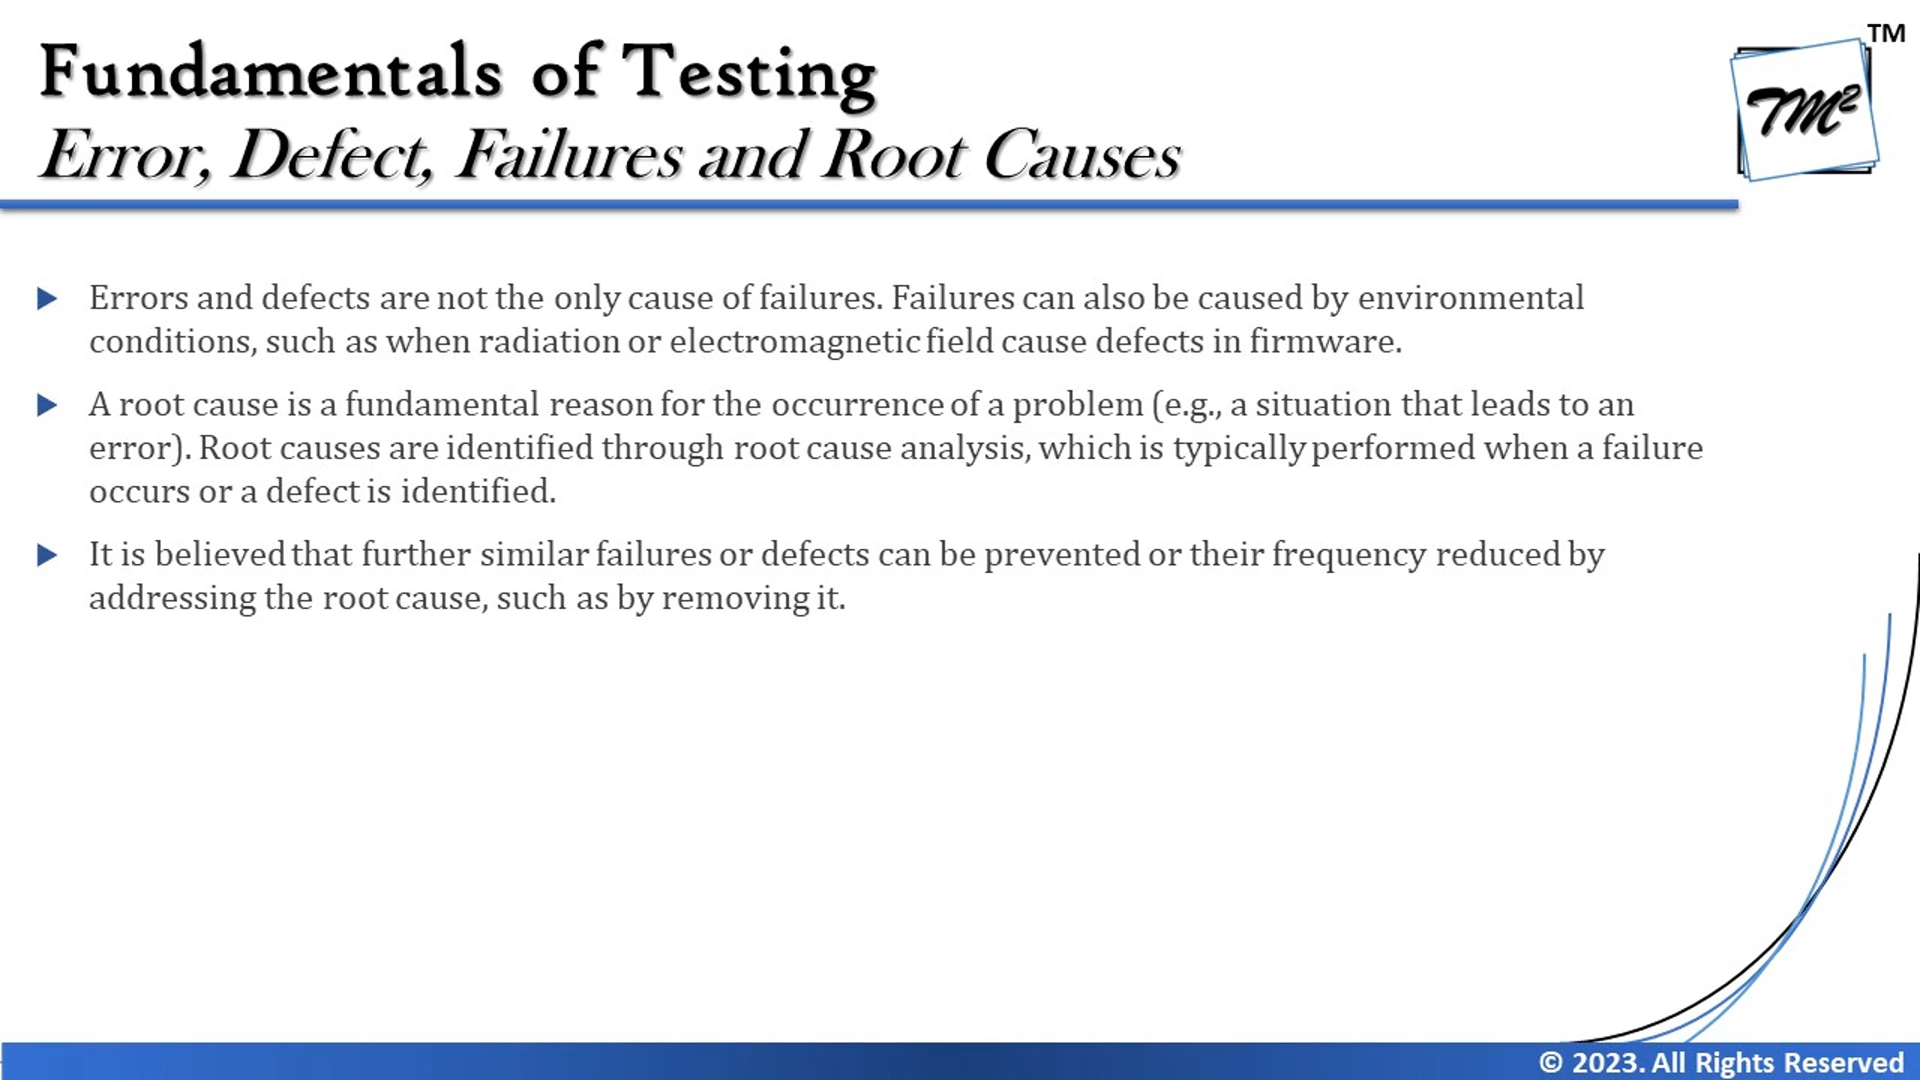 Fundamentals of Testing
TM
TM²
Error, Defect, Failures and Root Causes
Errors and defects are not the only cause of failures. Failures can also be caused by environmental
conditions, such as when radiation or electromagnetic field cause defects in firmware.
A root cause is a fundamental reason for the occurrence of a problem (e.g., a situation that leads to an
error). Root causes are identified through root cause analysis, which is typically performed when a failure
occurs or a defect is identified.
It is believed that further similar failures or defects can be prevented or their frequency reduced by
addressing the root cause, such as by removing it.
© 2023. All Rights Reserved